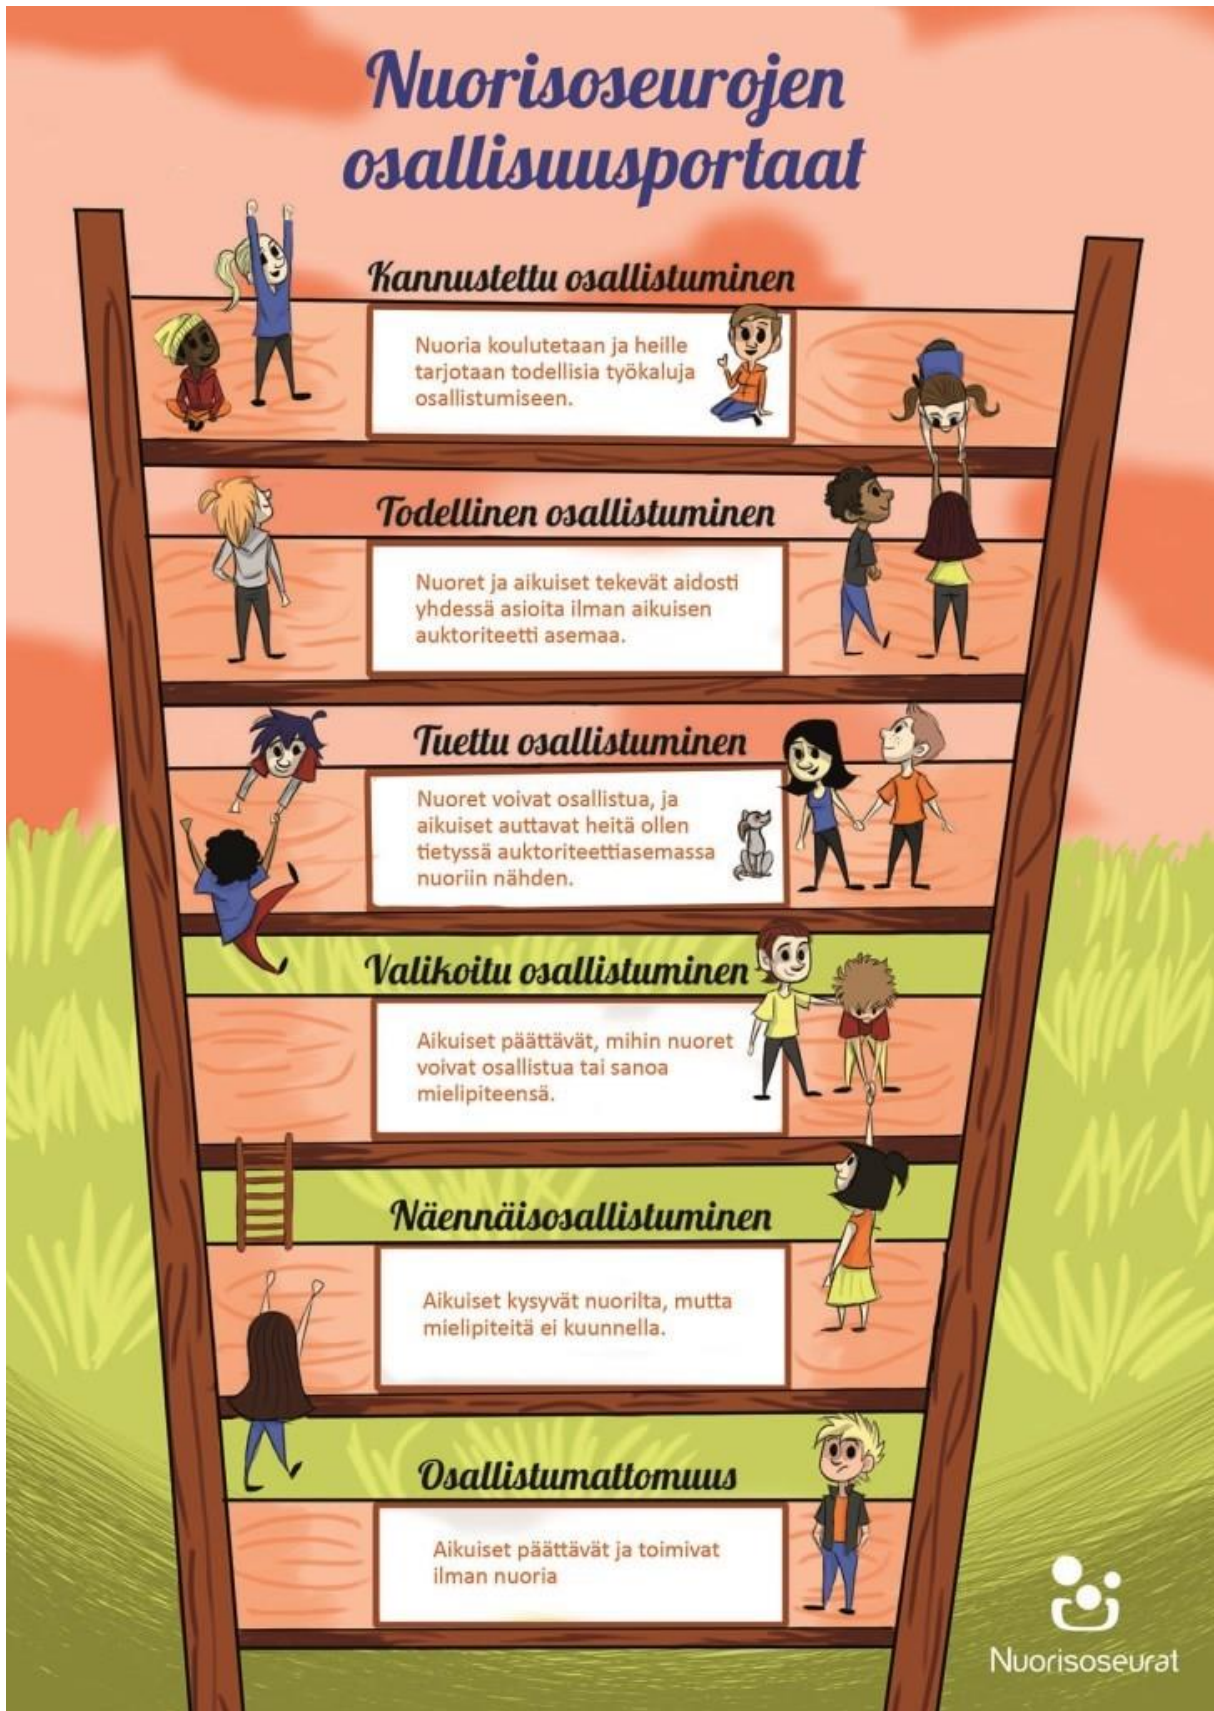 Nuorisoseurojen
osallisuusportaat
Kannustettu osallistuminen
Nuoria koulutetaan ja heille
tarjotaan todellisia työkaluja
osallistumiseen.
Todellinen osallistuminen
Nuoret ja aikuiset tekevät aidosti
yhdessä asioita ilman aikuisen
auktoriteetti asemaa.
Tuettu osallistuminen
Nuoret voivat osallistua, ja
aikuiset auttavat heitä ollen
tietyssä auktoriteettiasemassa
nuoriin nähden.
Valikoitu osallistuminen
Aikuiset päättävät, mihin nuoret
voivat osallistua tai sanoa
mielipiteensä.
Näennäisosallistuminen
Aikuiset kysyvät nuorilta, mutta
mielipiteitä ei kuunnella.
Osallistumattomuus
Aikuiset päättävät ja toimivat
ilman nuoria
Nuorisoseurat